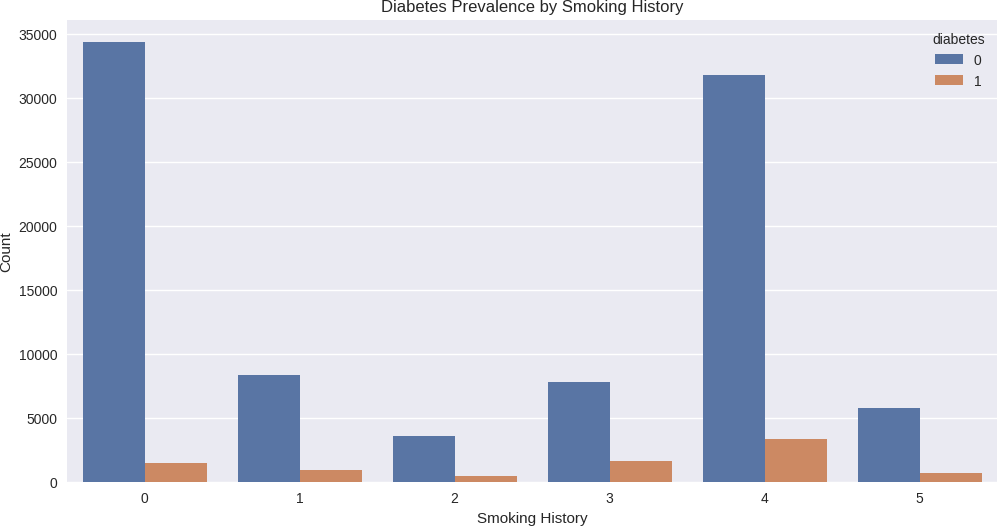 Diabetes Prevalence by Smoking History
diabetes
0
1
35000
30000
25000
20000
15000
10000
5000
0
Count
0 1 2 3 4 5
Smoking History